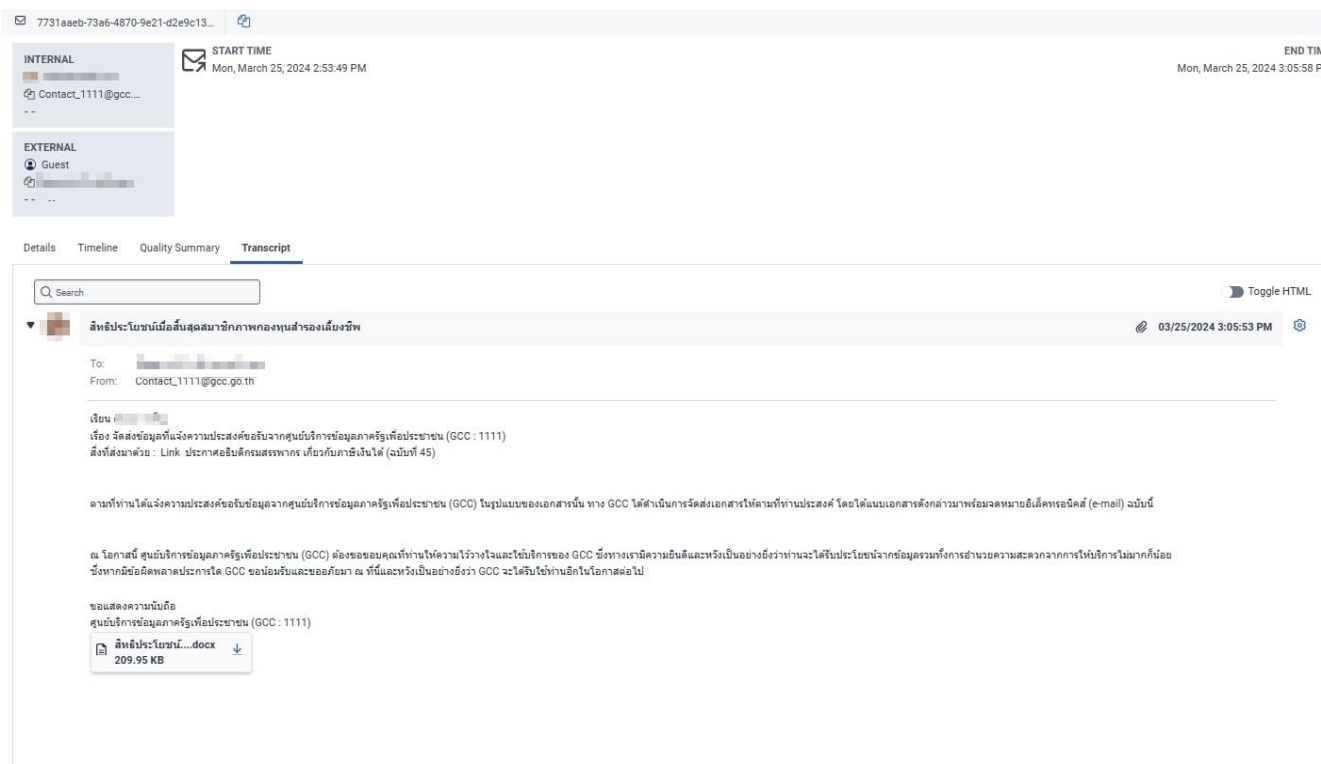 7731aaeb-73a6-4870-9e21-d2e9c13...
INTERNAL
Contact_1111@gcc....
- -
EXTERNAL
Guest
- -
START TIME
Mon, March 25, 2024 2:53:49 PM
END TIM
Mon, March 25, 2024 3:05:58 P
Details Timeline Quality Summary Transcript
Search
Toggle HTML
สิทธิประโยชน์เมื่อสิ้นสุดสมาชิกภาพกองทุนสำรองเลี้ยงชีพ 03/25/2024 3:05:53 PM
To:
From: Contact_1111@gcc.go.th
เรียน
เรื่อง จัดส่งข้อมูลที่แจ้งความประสงค์ขอรับจากศูนย์บริการข้อมูลภาครัฐเพื่อประชาชน (GCC : 1111)
สิ่งที่ส่งมาด้วย : Link ประกาศอธิบดีกรมสรรพากร เกี่ยวกับภาษีเงินได้ (ฉบับที่ 45)
ตามที่ท่านได้แจ้งความประสงค์ขอรับข้อมูลจากศูนย์บริการข้อมูลภาครัฐเพื่อประชาชน (GCC) ในรูปแบบของเอกสารนั้น ทาง GCC ได้ดำเนินการจัดส่งเอกสารให้ตามที่ท่านประสงค์ โดยได้แนบเอกสารดังกล่าวมาพร้อมจดหมายอิเล็คทรอนิคส์ (e-mail) ฉบับนี้
ณ โอกาสนี้ ศูนย์บริการข้อมูลภาครัฐเพื่อประชาชน (GCC) ต้องขอขอบคุณที่ท่านให้ความไว้วางใจและใช้บริการของ GCC ซึ่งทางเรามีความยินดีและหวังเป็นอย่างยิ่งว่าท่านจะได้รับประโยชน์จากข้อมูลรวมทั้งการอำนวยความสะดวกจากการให้บริการไม่มากก็น้อย
ซึ่งหากมีข้อผิดพลาดประการใด GCC ขอน้อมรับและขออภัยมา ณ ที่นี้และหวังเป็นอย่างยิ่งว่า GCC จะได้รับใช้ท่านอีกในโอกาสต่อไป
ขอแสดงความนับถือ
ศูนย์บริการข้อมูลภาครัฐเพื่อประชาชน (GCC : 1111)
สิทธิประโยชน์....docx
209.95 KB